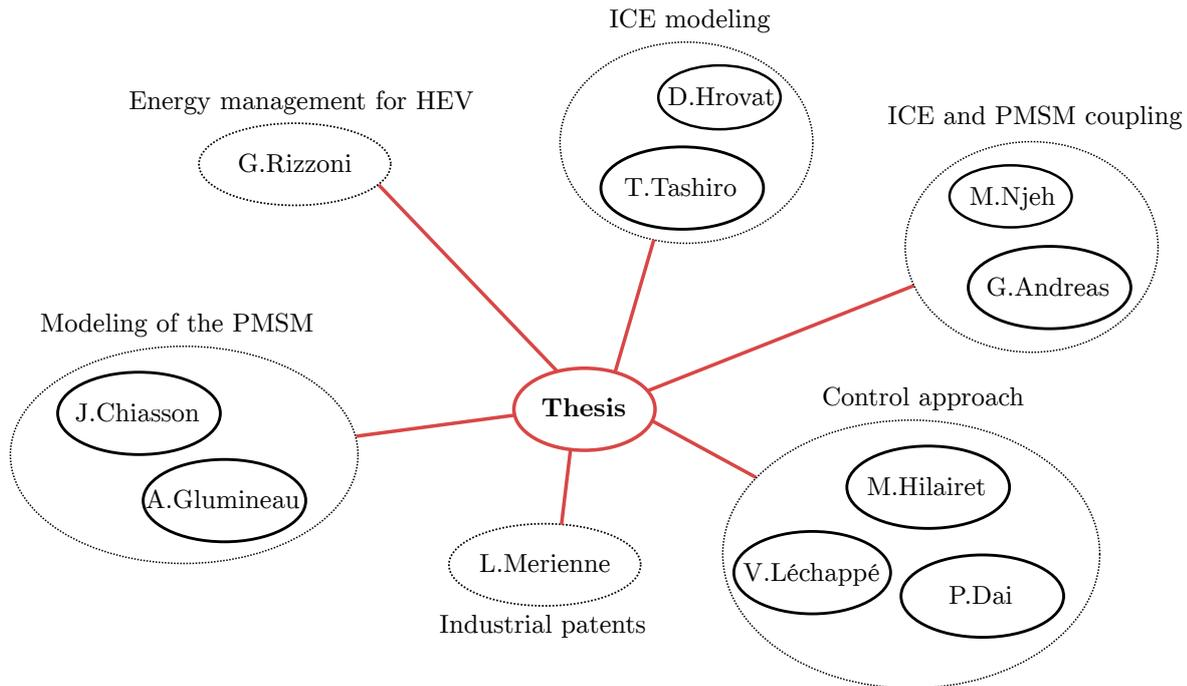 ICE modeling
D.Hrovat
T.Tashiro
Energy management for HEV
G.Rizzoni
ICE and PMSM coupling
M.Njeh
G.Andreas
Modeling of the PMSM
J.Chiasson
A.Glumineau
Thesis
Control approach
M.Hilairet
V.Léchappé
P.Dai
L.Merienne
Industrial patents